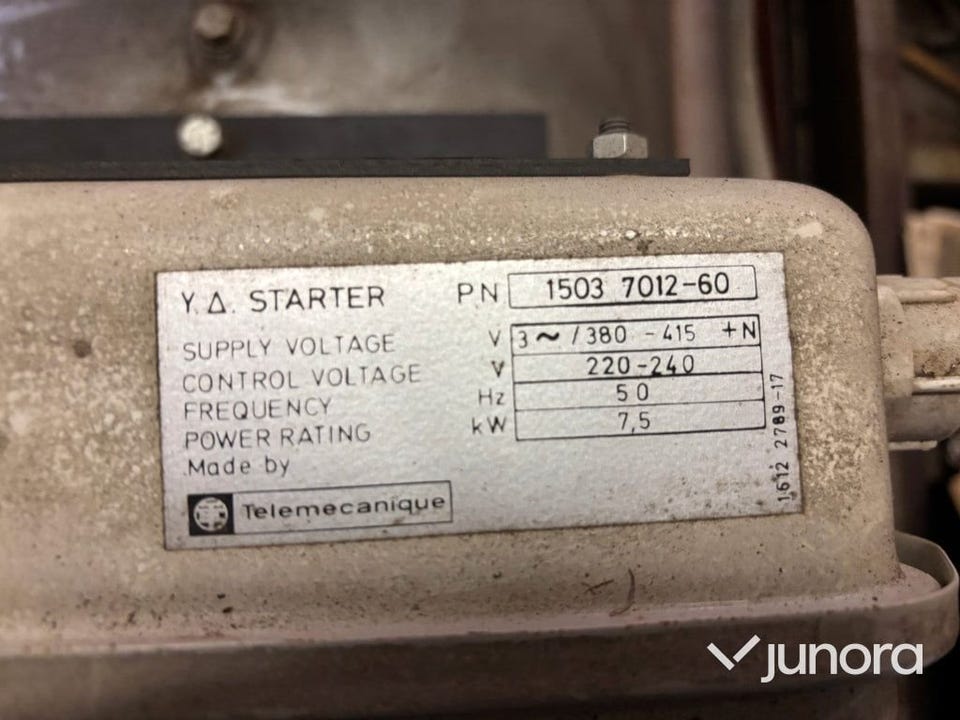 Y. Δ. STARTER PN 1503 7012-60
SUPPLY VOLTAGE V 3~/380-415 +N
CONTROL VOLTAGE V 220-240
FREQUENCY Hz 50
POWER RATING kW 7,5
Made by
Telemecanique
1612 2789-17
junora